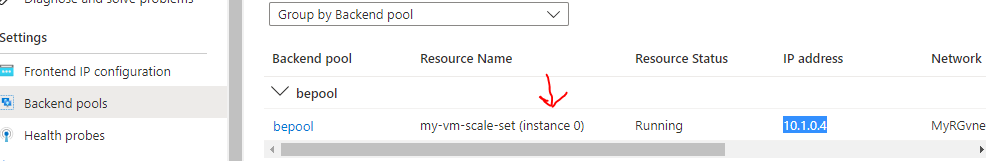 Diagnose and solve problems
Group by Backend pool
Settings
Frontend IP configuration
Backend pools
Health probes
Backend pool Resource Name Resource Status IP address Network
bepool
bepool my-vm-scale-set (instance 0) Running 10.1.0.4 MyRGvne